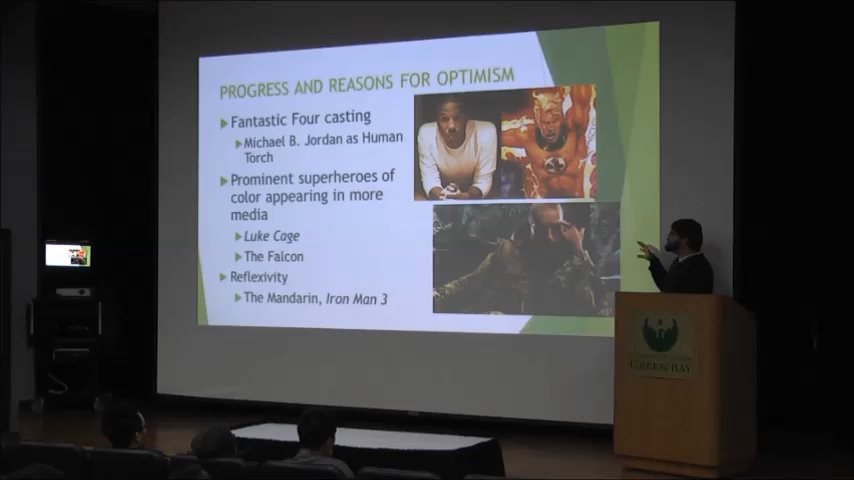 PROGRESS AND REASONS FOR OPTIMISM
Fantastic Four casting
Michael B. Jordan as Human
Torch
Prominent superheroes of
color appearing in more
media
Luke Cage
The Falcon
Reflexivity
The Mandarin, Iron Man 3
GREEN BAY